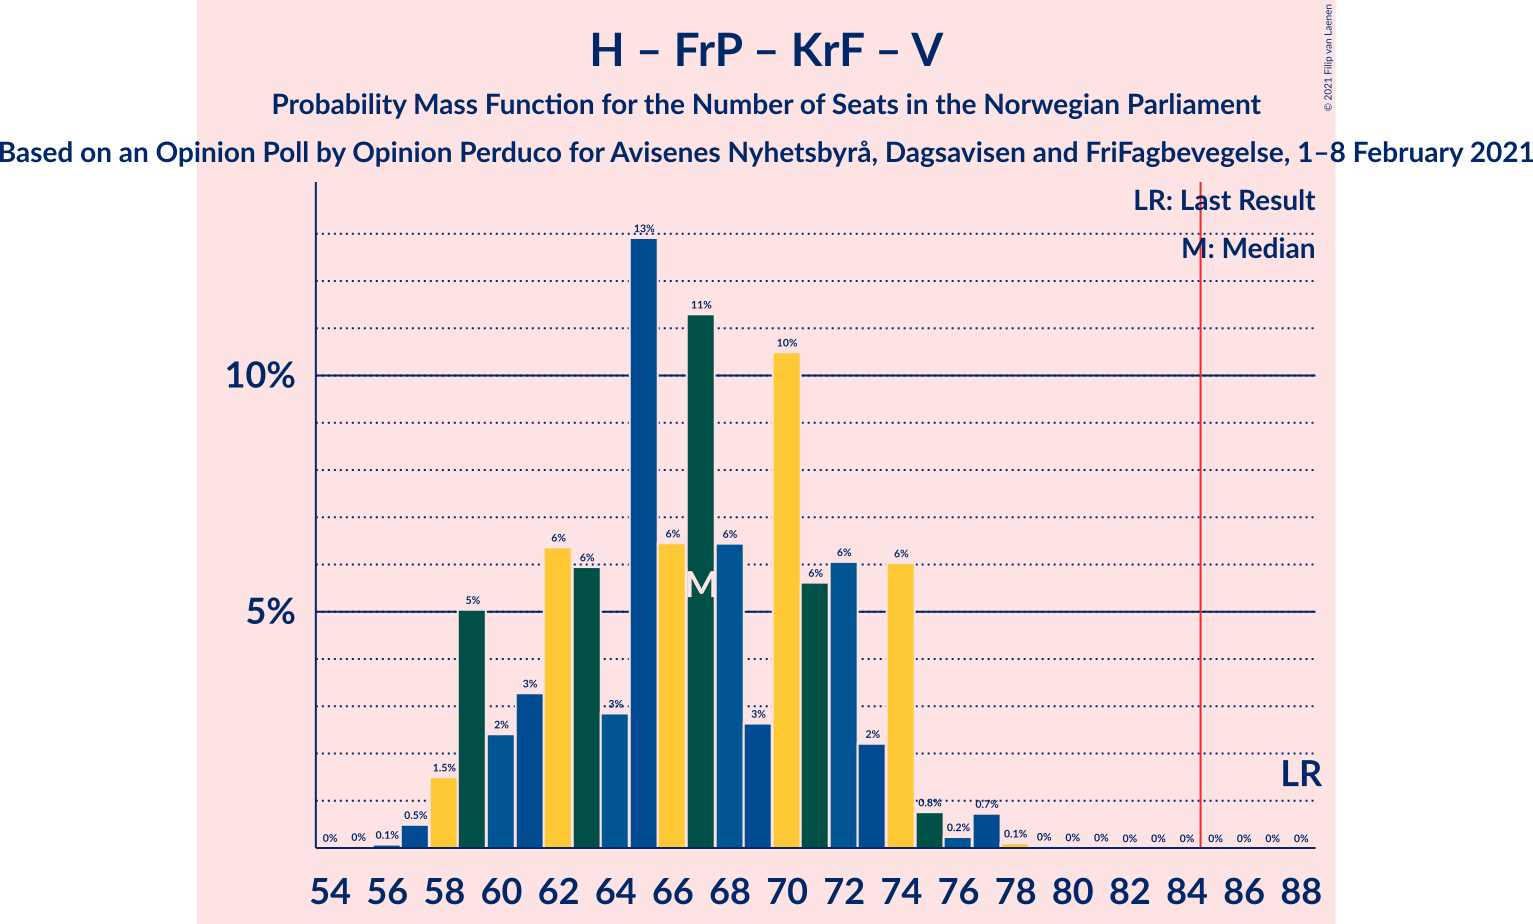 H – FrP – KrF – V
Probability Mass Function for the Number of Seats in the Norwegian Parliament
Based on an Opinion Poll by Opinion Perduco for Avisenes Nyhetsbyrå, Dagsavisen and FriFagbevegelse, 1–8 February 2021
© 2021 Filip van Laenen
LR: Last Result
M: Median
10%
5%
0% 0% 0.1% 0.5% 1.5% 5% 2% 3% 6% 6% 3% 13% 6% 11% 6% 3% 10% 6% 6% 2% 6% 0.8% 0.2% 0.7% 0.1% 0% 0% 0% 0% 0% 0% 0% 0% 0% 0%
M
LR
54 56 58 60 62 64 66 68 70 72 74 76 78 80 82 84 86 88